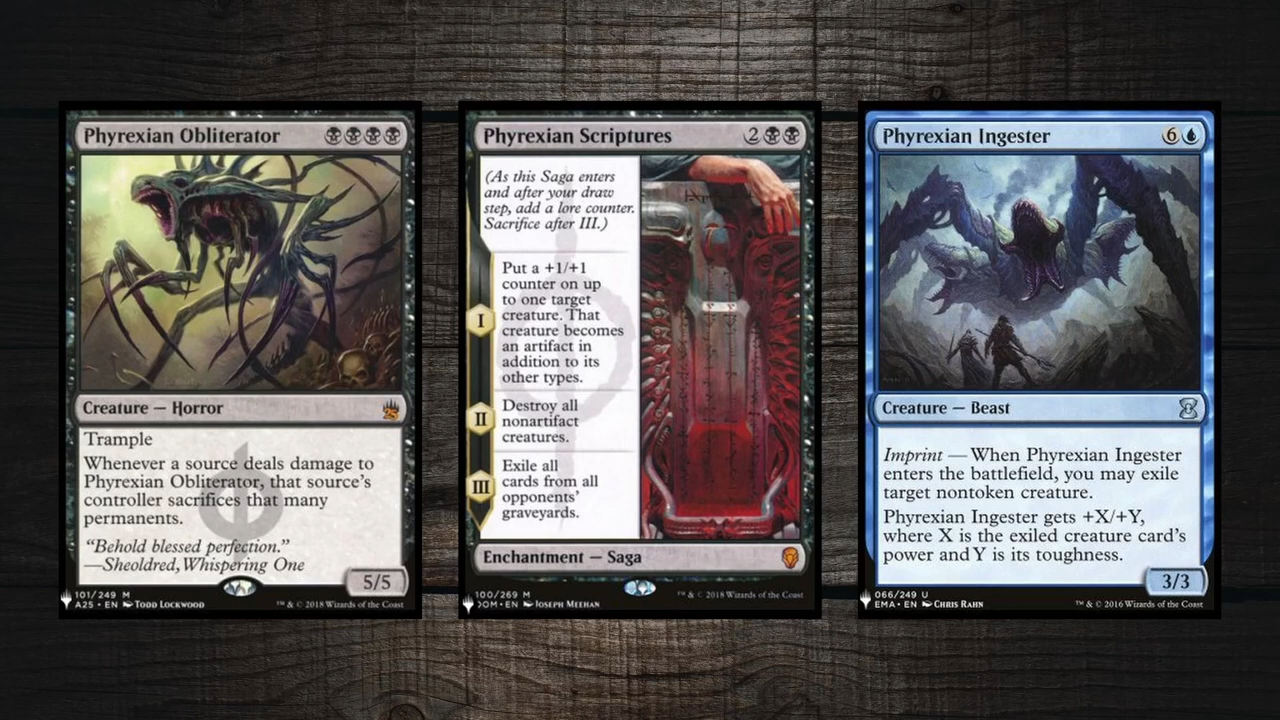 Phyrexian Obliterator
Trample
Whenever a source deals damage to
Phyrexian Obliterator, that source's
controller sacrifices that many
permanents.
"Behold blessed perfection."
—Sheoldred, Whispering One
Creature — Horror
5/5
101/249 M
A25 • EN Todd Lockwood
™ & © 2018 Wizards of the Coast
Phyrexian Scriptures
2
(As this Saga enters
and after your draw
step, add a lore counter.
Sacrifice after III.)
I
Put a +1/+1
counter on up
to one target
creature. That
creature becomes
an artifact in
addition to its
other types.
II
Destroy all
nonartifact
creatures.
III
Exile all
cards from all
opponents'
graveyards.
Enchantment — Saga
100/269 M
DOM • EN Joseph Meehan
™ & © 2018 Wizards of the Coast
Phyrexian Ingester
6
Creature — Beast
Imprint — When Phyrexian Ingester
enters the battlefield, you may exile
target nontoken creature.
Phyrexian Ingester gets +X/+Y,
where X is the exiled creature card's
power and Y is its toughness.
3/3
066/249 U
EMA • EN Chris Rahn
™ & © 2016 Wizards of the Coast